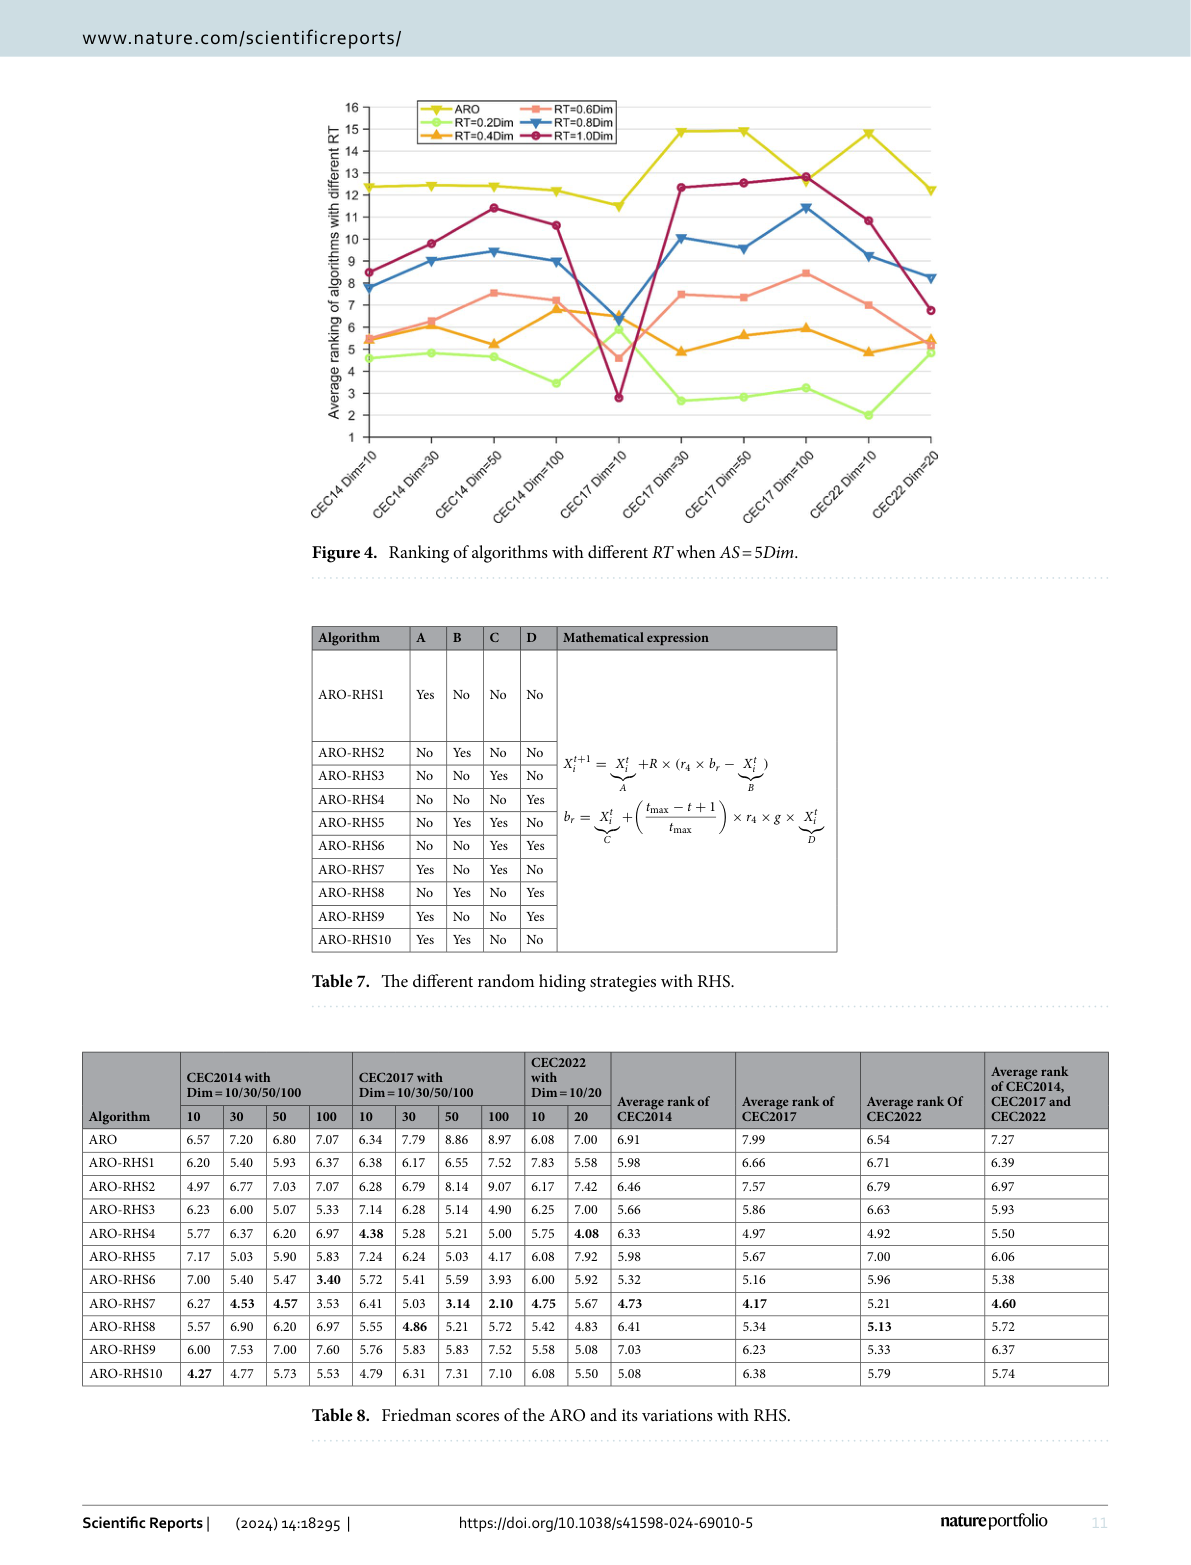 www.nature.com/scientificreports/
16
15
14
13
12
11
10
9
8
7
6
5
4
3
2
1
Average ranking of algorithms with different RT
ARO
RT=0.2Dim
RT=0.4Dim
RT=0.6Dim
RT=0.8Dim
RT=1.0Dim
CEC14 Dim=10
CEC14 Dim=30
CEC14 Dim=50
CEC14 Dim=100
CEC17 Dim=10
CEC17 Dim=30
CEC17 Dim=50
CEC17 Dim=100
CEC22 Dim=10
CEC22 Dim=20
Figure 4. Ranking of algorithms with different RT when AS = 5Dim.
Algorithm A B C D Mathematical expression
ARO-RHS1 Yes No No No
ARO-RHS2 No Yes No No
ARO-RHS3 No No Yes No
ARO-RHS4 No No No Yes
ARO-RHS5 No Yes Yes No
ARO-RHS6 No No Yes Yes
ARO-RHS7 Yes No Yes No
ARO-RHS8 No Yes No Yes
ARO-RHS9 Yes No No Yes
ARO-RHS10 Yes Yes No No
X_i^{t+1} = X_i^t + R × (r_4 × b_r − X_i^t)
A B
b_r = X_i^t + ( (t_max − t + 1) / t_max ) × r_4 × g × X_i^t
C D
Table 7. The different random hiding strategies with RHS.
Algorithm
CEC2014 with
Dim = 10/30/50/100
CEC2017 with
Dim = 10/30/50/100
CEC2022
with
Dim = 10/20
Average rank of
CEC2014
Average rank of
CEC2017
Average rank Of
CEC2022
Average rank
of CEC2014,
CEC2017 and
CEC2022
10 30 50 100 10 30 50 100 10 20
ARO 6.57 7.20 6.80 7.07 6.34 7.79 8.86 8.97 6.08 7.00 6.91 7.99 6.54 7.27
ARO-RHS1 6.20 5.40 5.93 6.37 6.38 6.17 6.55 7.52 7.83 5.58 5.98 6.66 6.71 6.39
ARO-RHS2 4.97 6.77 7.03 7.07 6.28 6.79 8.14 9.07 6.17 7.42 6.46 7.57 6.79 6.97
ARO-RHS3 6.23 6.00 5.07 5.33 7.14 6.28 5.14 4.90 6.25 7.00 5.66 5.86 6.63 5.93
ARO-RHS4 5.77 6.37 6.20 6.97 4.38 5.28 5.21 5.00 5.75 4.08 6.33 4.97 4.92 5.50
ARO-RHS5 7.17 5.03 5.90 5.83 7.24 6.24 5.03 4.17 6.08 7.92 5.98 5.67 7.00 6.06
ARO-RHS6 7.00 5.40 5.47 3.40 5.72 5.41 5.59 3.93 6.00 5.92 5.32 5.16 5.96 5.38
ARO-RHS7 6.27 4.53 4.57 3.53 6.41 5.03 3.14 2.10 4.75 5.67 4.73 4.17 5.21 4.60
ARO-RHS8 5.57 6.90 6.20 6.97 5.55 4.86 5.21 5.72 5.42 4.83 6.41 5.34 5.13 5.72
ARO-RHS9 6.00 7.53 7.00 7.60 5.76 5.83 5.83 7.52 5.58 5.08 7.03 6.23 5.33 6.37
ARO-RHS10 4.27 4.77 5.73 5.53 4.79 6.31 7.31 7.10 6.08 5.50 5.08 6.38 5.79 5.74
Table 8. Friedman scores of the ARO and its variations with RHS.
Scientific Reports | (2024) 14:18295 | https://doi.org/10.1038/s41598-024-69010-5 nature portfolio 11